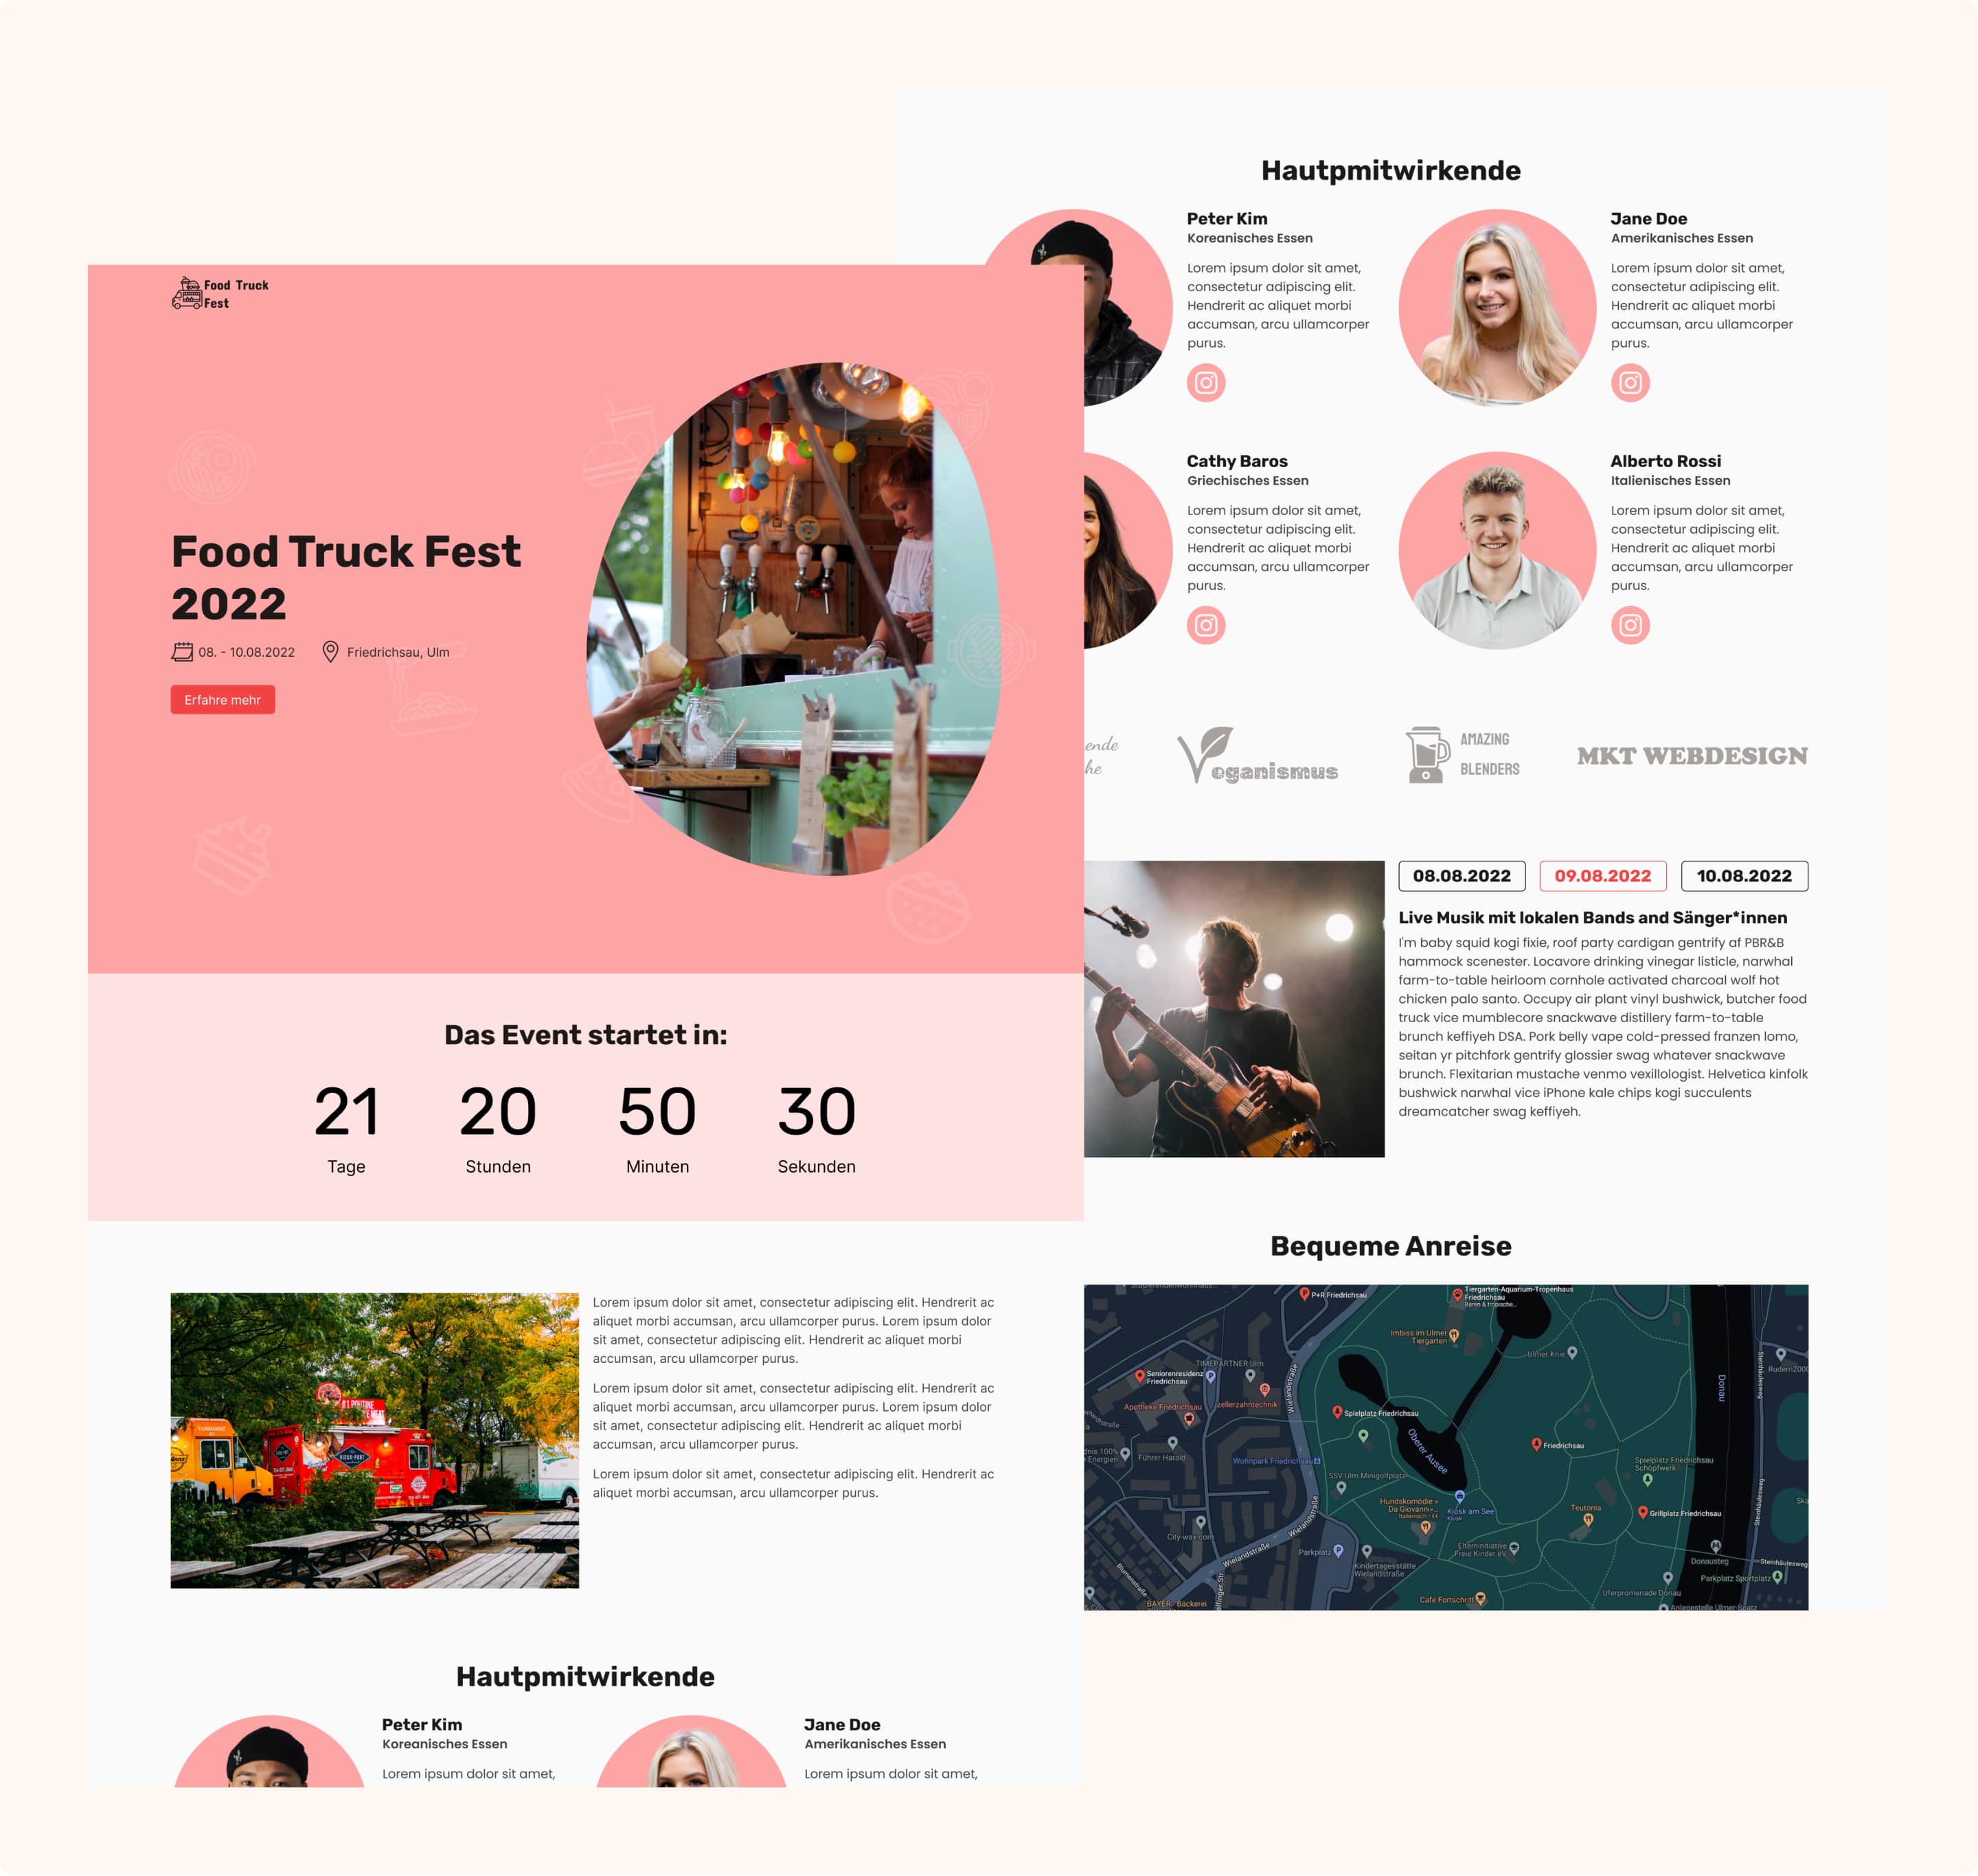 Food Truck
Fest
Food Truck Fest
2022
08. - 10.08.2022
Friedrichsau, Ulm
Erfahre mehr
Das Event startet in:
21
20
50
30
Tage
Stunden
Minuten
Sekunden
Lorem ipsum dolor sit amet, consectetur adipiscing elit. Hendrerit ac
aliquet morbi accumsan, arcu ullamcorper purus. Lorem ipsum dolor
sit amet, consectetur adipiscing elit. Hendrerit ac aliquet morbi
accumsan, arcu ullamcorper purus.
Lorem ipsum dolor sit amet, consectetur adipiscing elit. Hendrerit ac
aliquet morbi accumsan, arcu ullamcorper purus. Lorem ipsum dolor
sit amet, consectetur adipiscing elit. Hendrerit ac aliquet morbi
accumsan, arcu ullamcorper purus.
Lorem ipsum dolor sit amet, consectetur adipiscing elit. Hendrerit ac
aliquet morbi accumsan, arcu ullamcorper purus.
Hautpmitwirkende
Peter Kim
Koreanisches Essen
Lorem ipsum dolor sit amet,
Jane Doe
Amerikanisches Essen
Lorem ipsum dolor sit amet,
Hautpmitwirkende
Peter Kim
Koreanisches Essen
Lorem ipsum dolor sit amet,
consectetur adipiscing elit.
Hendrerit ac aliquet morbi
accumsan, arcu ullamcorper
purus.
Jane Doe
Amerikanisches Essen
Lorem ipsum dolor sit amet,
consectetur adipiscing elit.
Hendrerit ac aliquet morbi
accumsan, arcu ullamcorper
purus.
Cathy Baros
Griechisches Essen
Lorem ipsum dolor sit amet,
consectetur adipiscing elit.
Hendrerit ac aliquet morbi
accumsan, arcu ullamcorper
purus.
Alberto Rossi
Italienisches Essen
Lorem ipsum dolor sit amet,
consectetur adipiscing elit.
Hendrerit ac aliquet morbi
accumsan, arcu ullamcorper
purus.
ende
he
Veganismus
AMAZING
BLENDERS
MKT WEBDESIGN
08.08.2022
09.08.2022
10.08.2022
Live Musik mit lokalen Bands and Sänger*innen
I'm baby squid kogi fixie, roof party cardigan gentrify af PBR&B
hammock scenester. Locavore drinking vinegar listicle, narwhal
farm-to-table heirloom cornhole activated charcoal wolf hot
chicken palo santo. Occupy air plant vinyl bushwick, butcher food
truck vice mumblecore snackwave distillery farm-to-table
brunch keffiyeh DSA. Pork belly vape cold-pressed franzen lomo,
seitan yr pitchfork gentrify glossier swag whatever snackwave
brunch. Flexitarian mustache venmo vexillologist. Helvetica kinfolk
bushwick narwhal vice iPhone kale chips kogi succulents
dreamcatcher swag keffiyeh.
Bequeme Anreise
P+R Friedrichsau
Tiergarten-Aquarium-Tropenhaus
Friedrichsau
Bären & tropische...
Imbiss im Ulmer
Tiergarten
Ulmer Knie
Rudern2000
TIMEPARTNER Ulm
Seniorenresidenz
Friedrichsau
Apotheke Friedrichsau
zellerzahntechnik
Wielandstraße
Spielplatz Friedrichsau
Donau
Steinhäulesweg
Oberer Ausee
Friedrichsau
dnis 100%
Energien
Führer Harald
Wohnpark Friedrichsau
SSV Ulm Minigolfplatz
Spielplatz Friedrichsau
Schöpfwerk
Hundskomödie »
Da Giovanni«...
Italienisch · €€
Kiosk am See
Kiosk
Teutonia
Grillplatz Friedrichsau
Ska
Steinhäulesweg
City-wax.com
Wielandstraße
Wielandstraße
Parkplatz
Kindertagesstätte
Wielandstraße
Elterninitiative
Freie Kinder eV
Donausteg
Steinhäulesweg
Parkplatz Sportplatz
Blumenstraße
Uferpromenade Donau
BAYER. Bäckerei
Cafe Fortschritt
Anlegestelle Ulmer Spatz